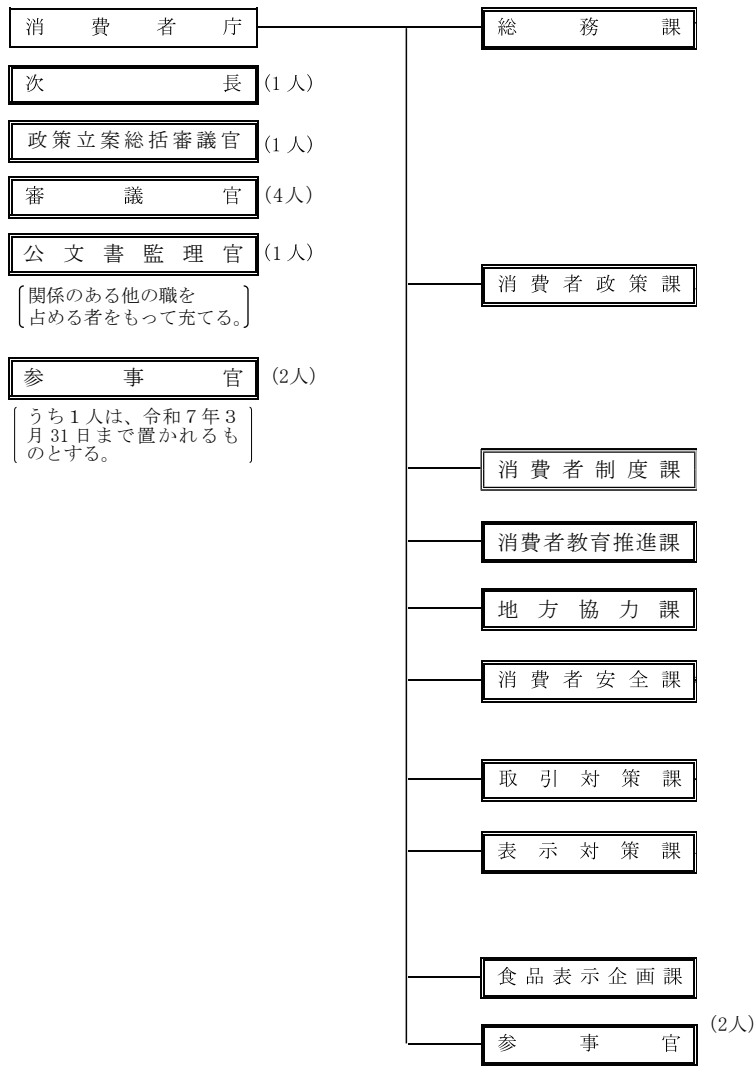 消費者庁
次長 (1人)
政策立案総括審議官 (1人)
審議官 (4人)
公文書監理官 (1人)
関係のある他の職を
占める者をもって充てる。
参事官 (2人)
うち1人は、令和7年3
月31日まで置かれるも
のとする。
総務課
消費者政策課
消費者制度課
消費者教育推進課
地方協力課
消費者安全課
取引対策課
表示対策課
食品表示企画課
参事官 (2人)